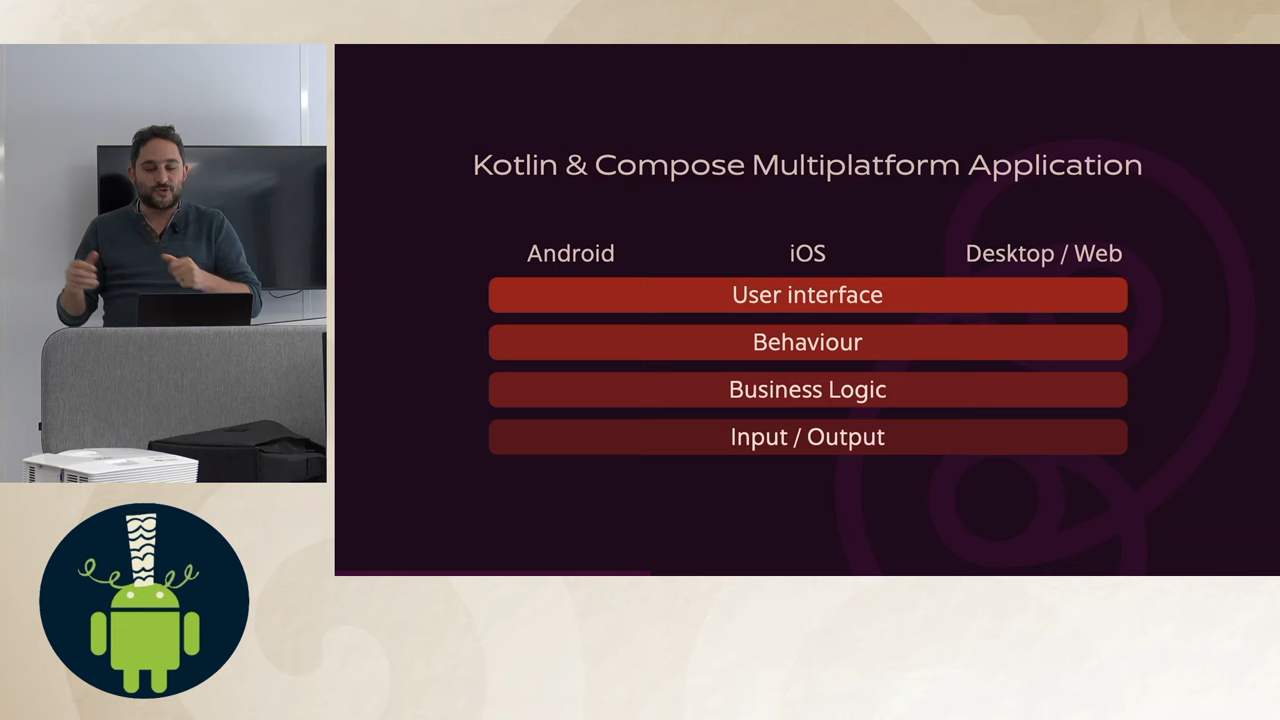 Kotlin & Compose Multiplatform Application
Android iOS Desktop / Web
User interface
Behaviour
Business Logic
Input / Output